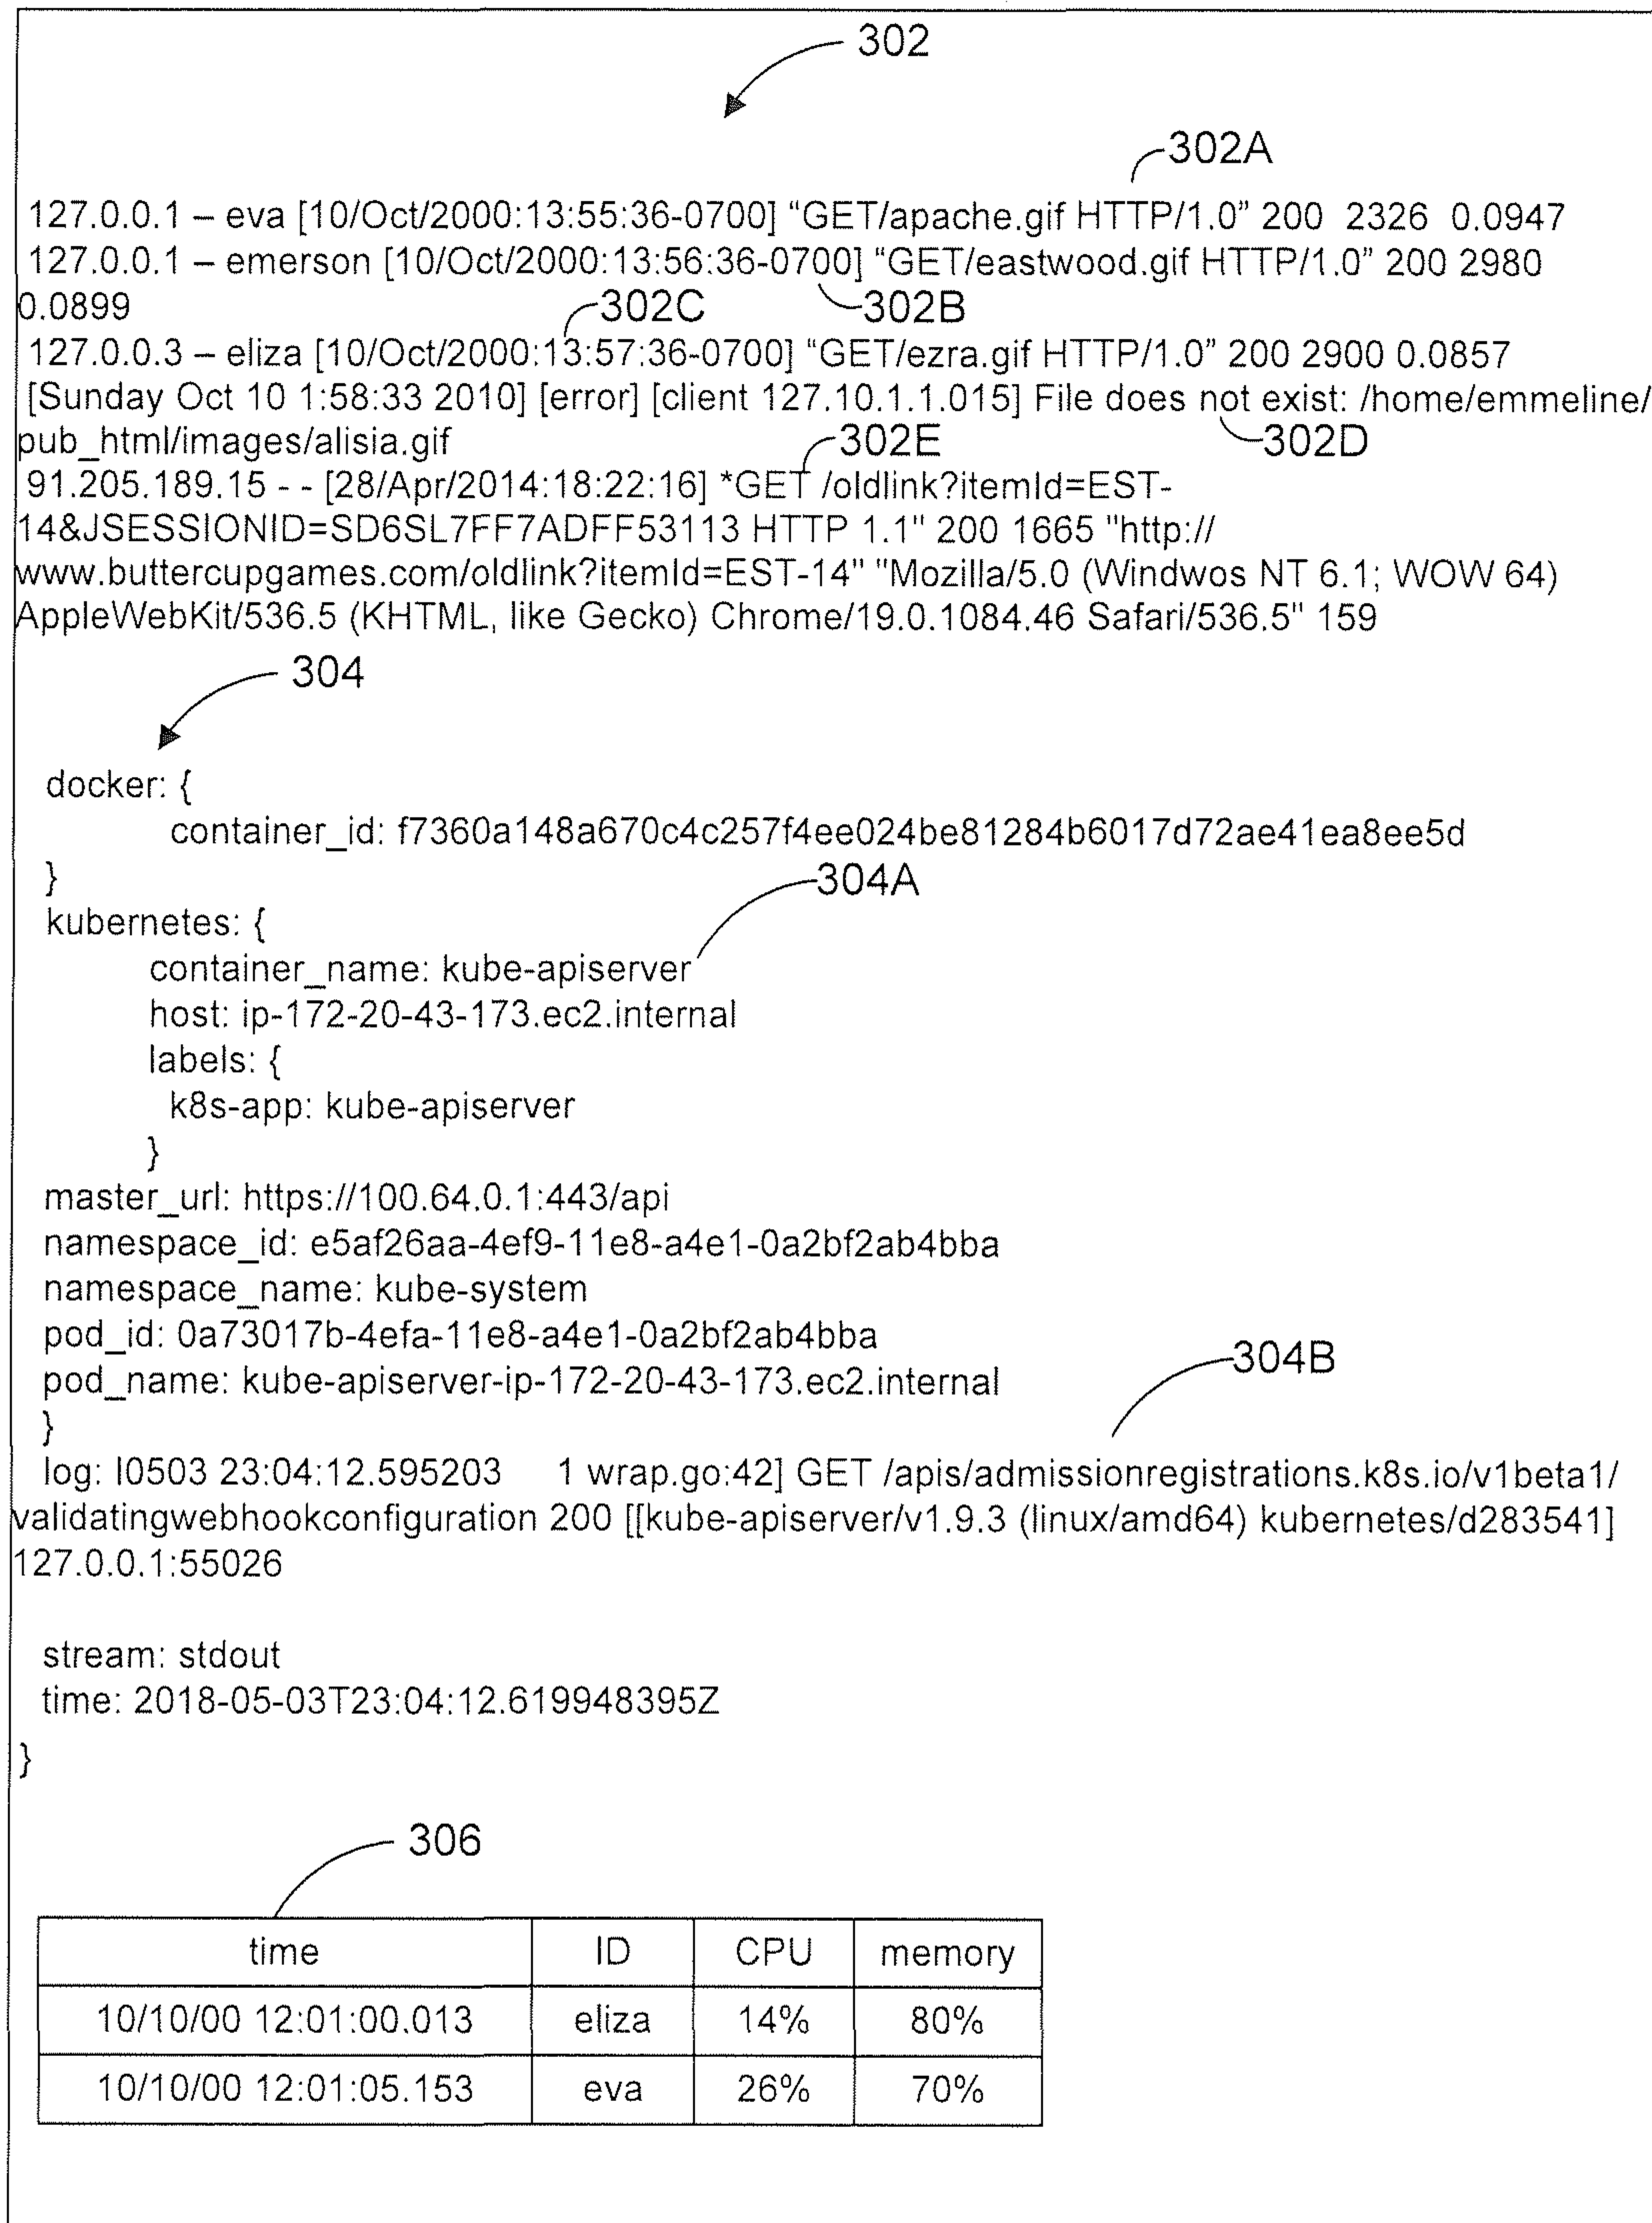 302
302A
127.0.0.1 – eva [10/Oct/2000:13:55:36-0700] “GET/apache.gif HTTP/1.0” 200 2326 0.0947
127.0.0.1 – emerson [10/Oct/2000:13:56:36-0700] “GET/eastwood.gif HTTP/1.0” 200 2980
0.0899
302C
302B
127.0.0.3 – eliza [10/Oct/2000:13:57:36-0700] “GET/ezra.gif HTTP/1.0” 200 2900 0.0857
[Sunday Oct 10 1:58:33 2010] [error] [client 127.10.1.1.015] File does not exist: /home/emmeline/
pub_html/images/alisia.gif
302E
302D
91.205.189.15 - - [28/Apr/2014:18:22:16] *GET /oldlink?itemId=EST-
14&JSESSIONID=SD6SL7FF7ADFF53113 HTTP 1.1" 200 1665 "http://
www.buttercupgames.com/oldlink?itemId=EST-14" "Mozilla/5.0 (Windwos NT 6.1; WOW 64)
AppleWebKit/536.5 (KHTML, like Gecko) Chrome/19.0.1084.46 Safari/536.5" 159
304
docker: {
container_id: f7360a148a670c4c257f4ee024be81284b6017d72ae41ea8ee5d
}
304A
kubernetes: {
container_name: kube-apiserver
host: ip-172-20-43-173.ec2.internal
labels: {
k8s-app: kube-apiserver
}
master_url: https://100.64.0.1:443/api
namespace_id: e5af26aa-4ef9-11e8-a4e1-0a2bf2ab4bba
namespace_name: kube-system
pod_id: 0a73017b-4efa-11e8-a4e1-0a2bf2ab4bba
304B
pod_name: kube-apiserver-ip-172-20-43-173.ec2.internal
}
log: I0503 23:04:12.595203 1 wrap.go:42] GET /apis/admissionregistrations.k8s.io/v1beta1/
validatingwebhookconfiguration 200 [[kube-apiserver/v1.9.3 (linux/amd64) kubernetes/d283541]
127.0.0.1:55026
stream: stdout
time: 2018-05-03T23:04:12.619948395Z
}
306
time ID CPU memory
10/10/00 12:01:00.013 eliza 14% 80%
10/10/00 12:01:05.153 eva 26% 70%